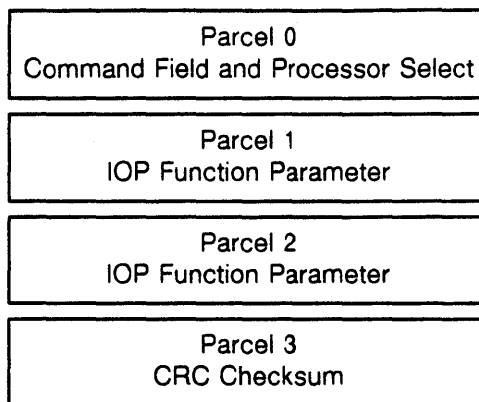 Parcel 0
Command Field and Processor Select
Parcel 1
IOP Function Parameter
Parcel 2
IOP Function Parameter
Parcel 3
CRC Checksum